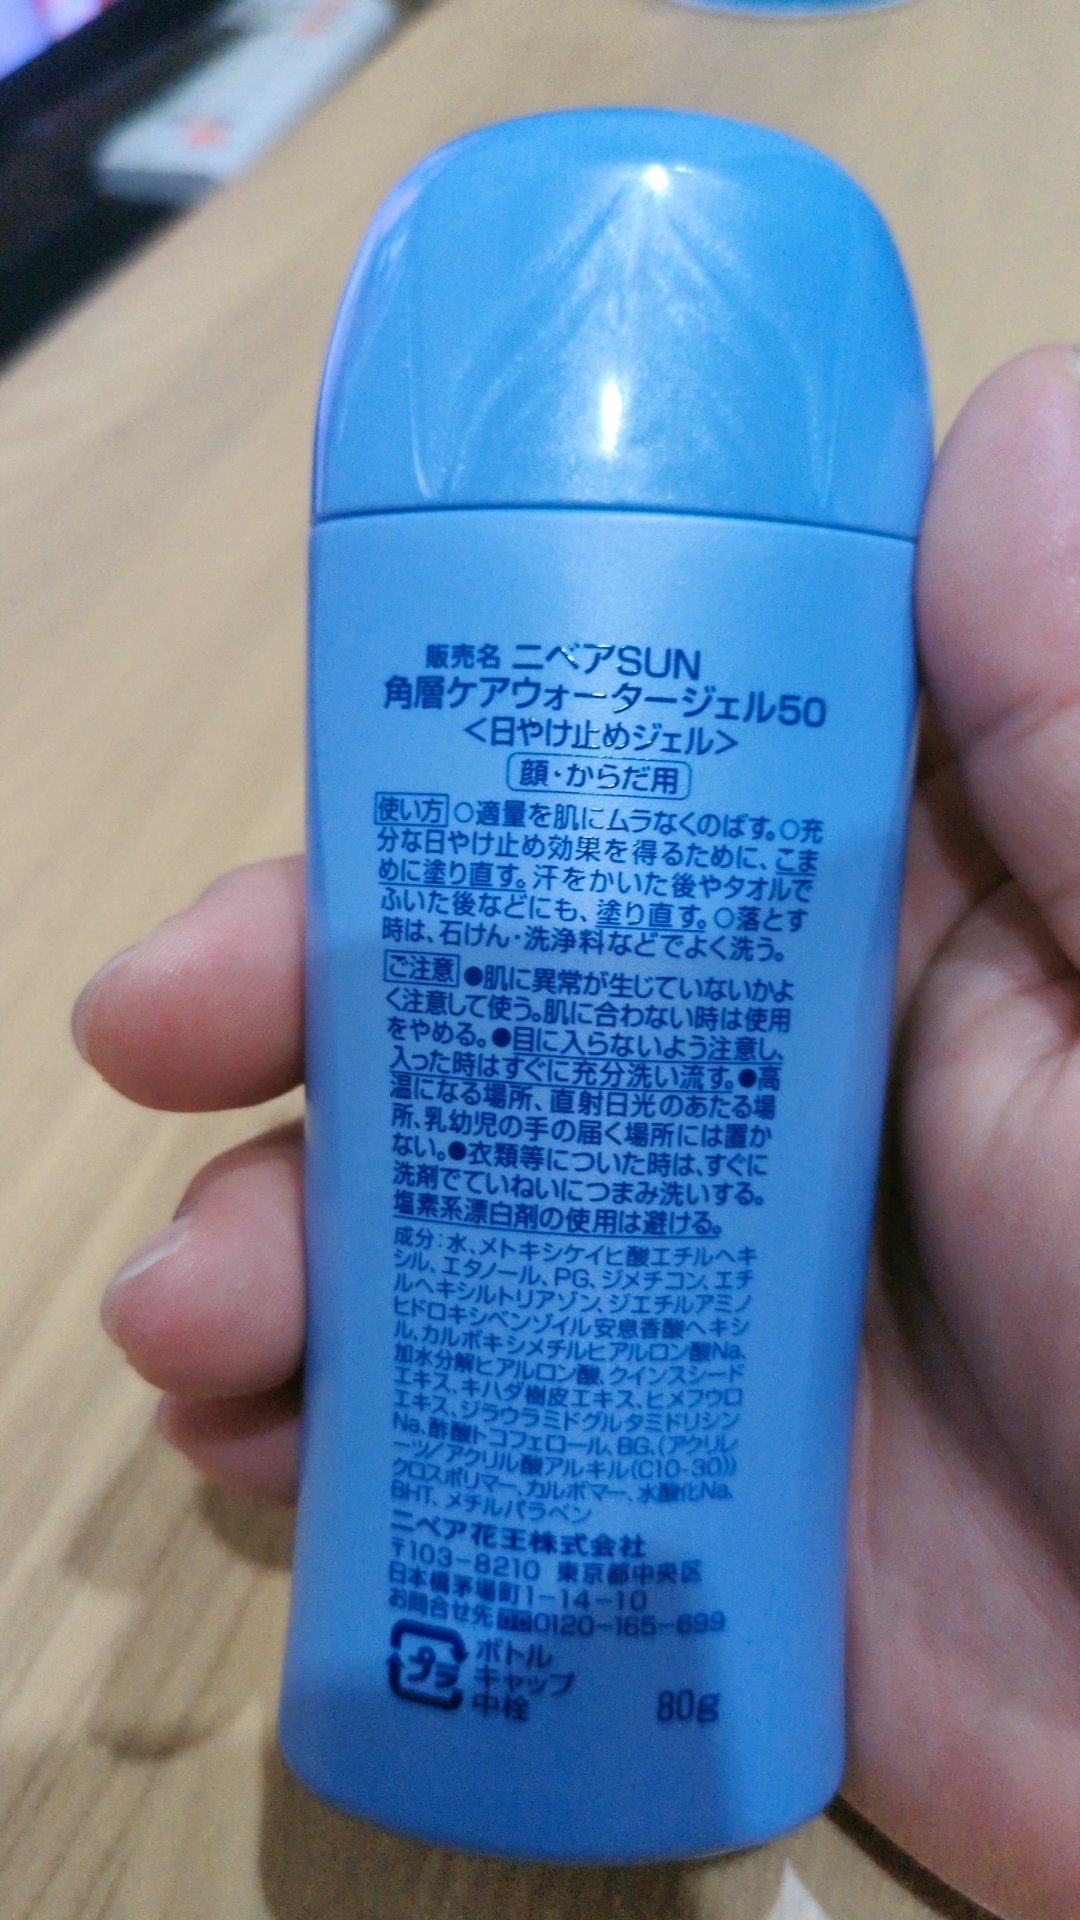 販売名 ニベアSUN
角層ケアウォータージェル50
<日やけ止めジェル>
顔・からだ用
使い方 ○適量を肌にムラなくのばす。○充
分な日やけ止め効果を得るために、こま
めに塗り直す。汗をかいた後やタオルで
ふいた後などにも、塗り直す。○落とす
時は、石けん・洗浄料などでよく洗う。
ご注意 ●肌に異常が生じていないかよ
く注意して使う。肌に合わない時は使用
をやめる。●目に入らないよう注意し、
入った時はすぐに充分洗い流す。●高
温になる場所、直射日光のあたる場
所、乳幼児の手の届く場所には置か
ない。●衣類等についた時は、すぐに
洗剤でていねいにつまみ洗いする。
塩素系漂白剤の使用は避ける。
成分：水、メトキシケイヒ酸エチルヘキ
シル、エタノール、PG、ジメチコン、エチ
ルヘキシルトリアゾン、ジエチルアミノ
ヒドロキシベンゾイル安息香酸ヘキシ
ル、カルボキシメチルヒアルロン酸Na、
加水分解ヒアルロン酸、クインスシード
エキス、キハダ樹皮エキス、ヒメフウロ
エキス、ジラウラミドグルタミドリシン
Na、酢酸トコフェロール、BG、(アクリレ
ーツ/アクリル酸アルキル(C10-30))
クロスポリマー、カルボマー、水酸化Na、
BHT、メチルパラベン
ニベア花王株式会社
〒103-8210 東京都中央区
日本橋茅場町1-14-10
お問合せ先 0120-165-699
プラ ボトル
キャップ
中栓 80g